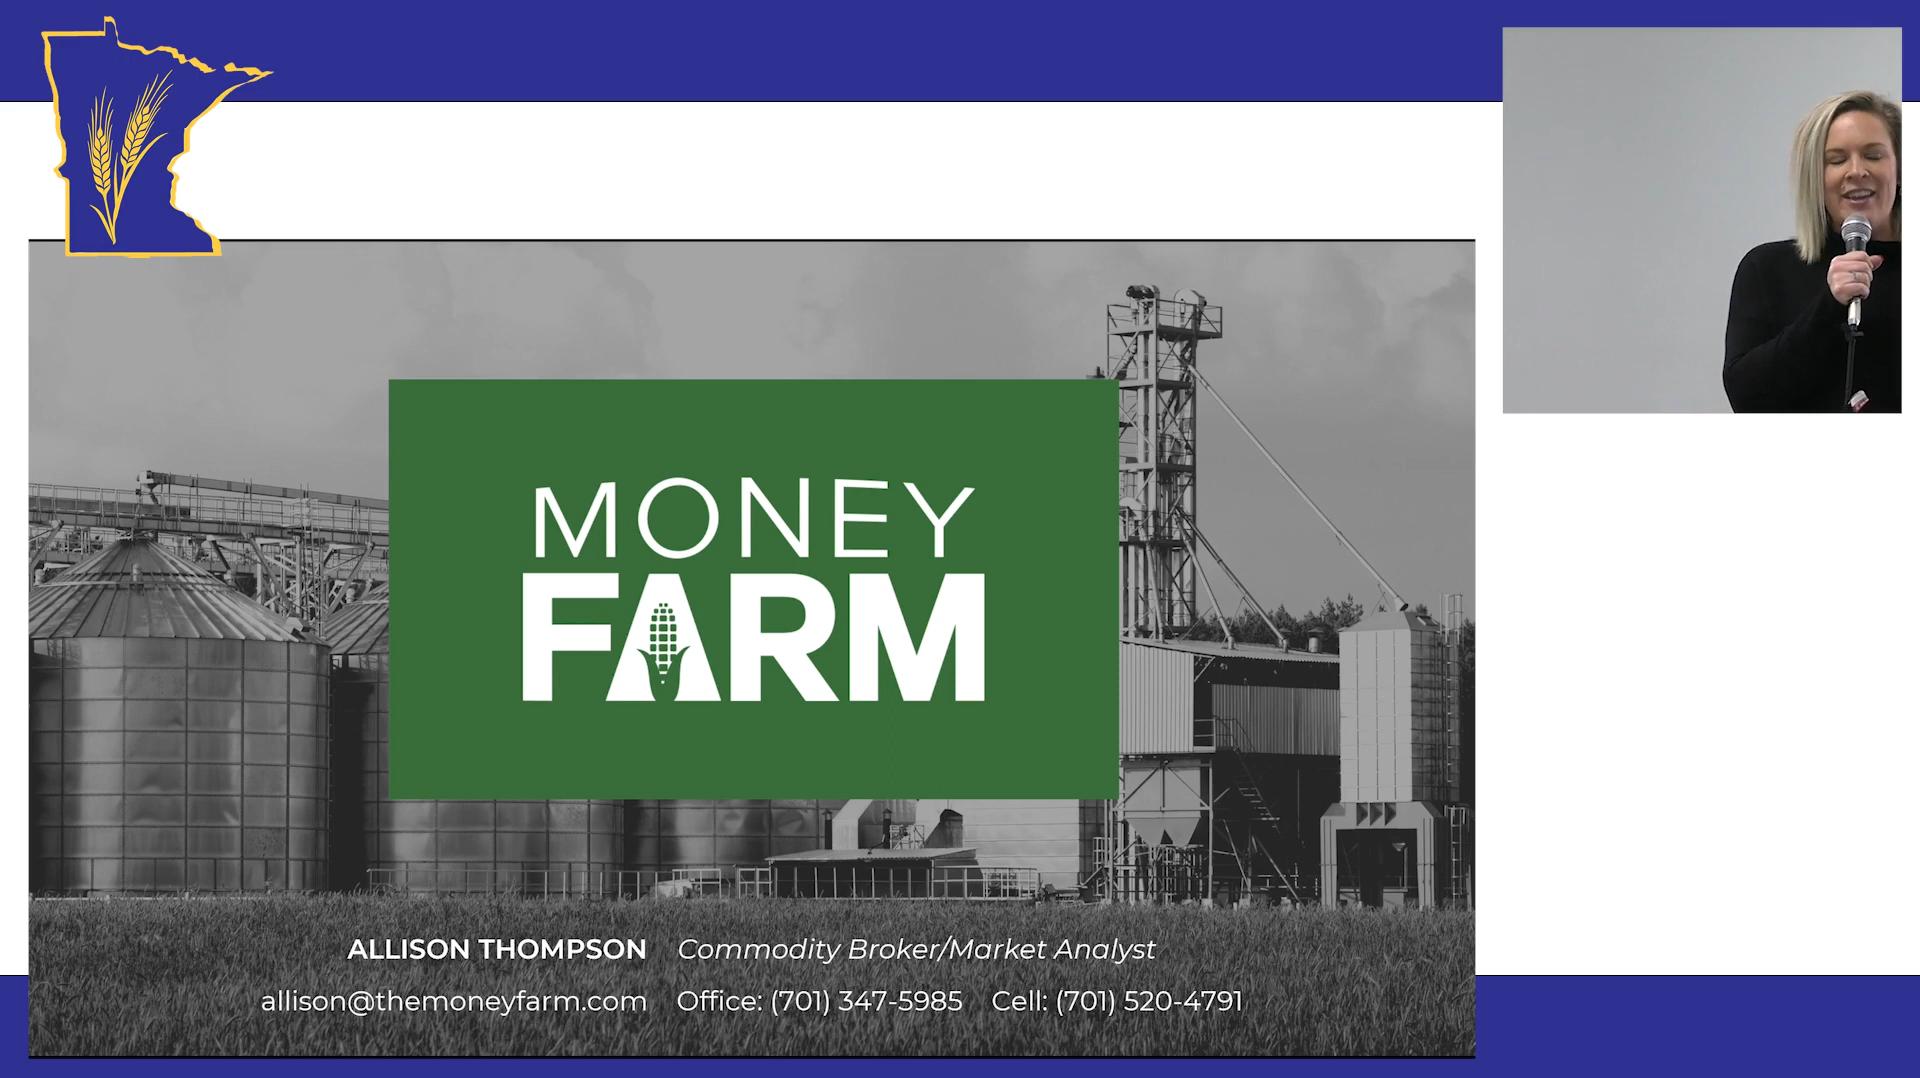 MONEY
FARM
ALLISON THOMPSON Commodity Broker/Market Analyst
allison@themoneyfarm.com Office: (701) 347-5985 Cell: (701) 520-4791